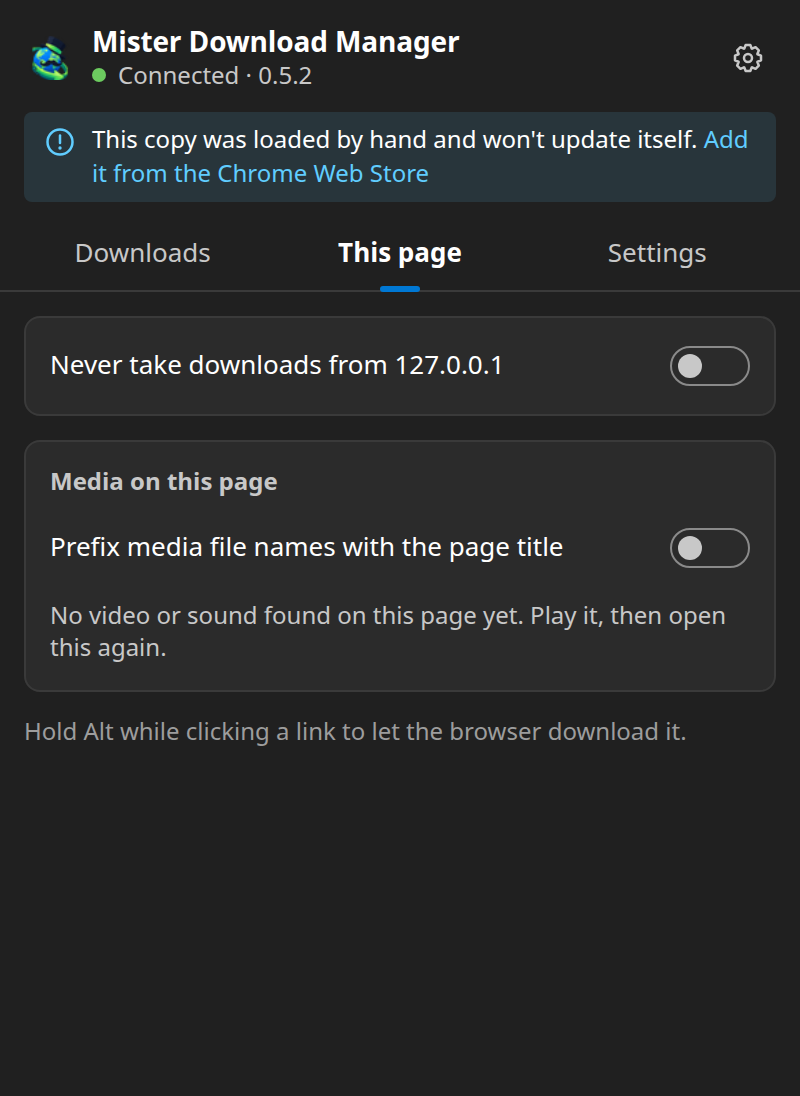 Mister Download Manager
Connected · 0.5.2
This copy was loaded by hand and won't update itself. Add
it from the Chrome Web Store
Downloads
This page
Settings
Never take downloads from 127.0.0.1
Media on this page
Prefix media file names with the page title
No video or sound found on this page yet. Play it, then open
this again.
Hold Alt while clicking a link to let the browser download it.